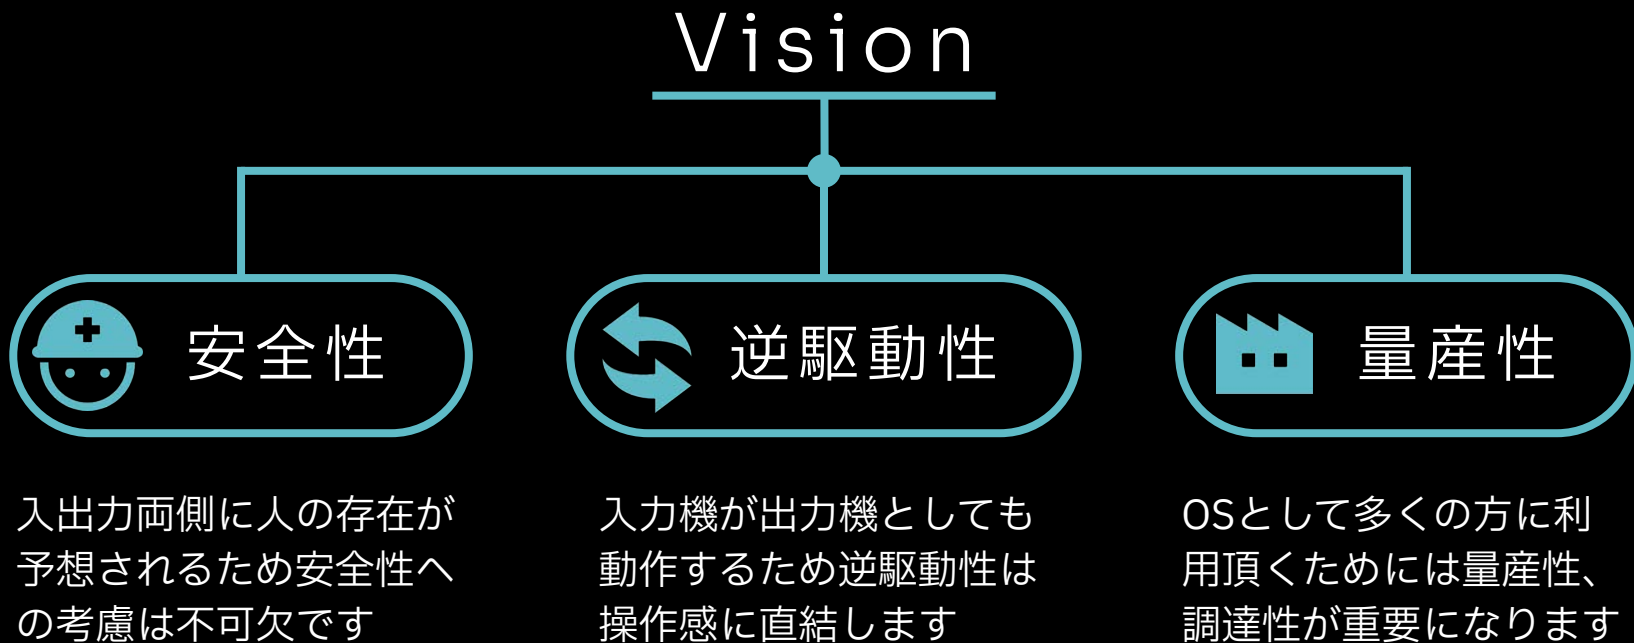 Vision
安全性
入出力両側に人の存在が
予想されるため安全性へ
の考慮は不可欠です
逆駆動性
入力機が出力機としても
動作するため逆駆動性は
操作感に直結します
量産性
OSとして多くの方に利
用頂くためには量産性、
調達性が重要になります